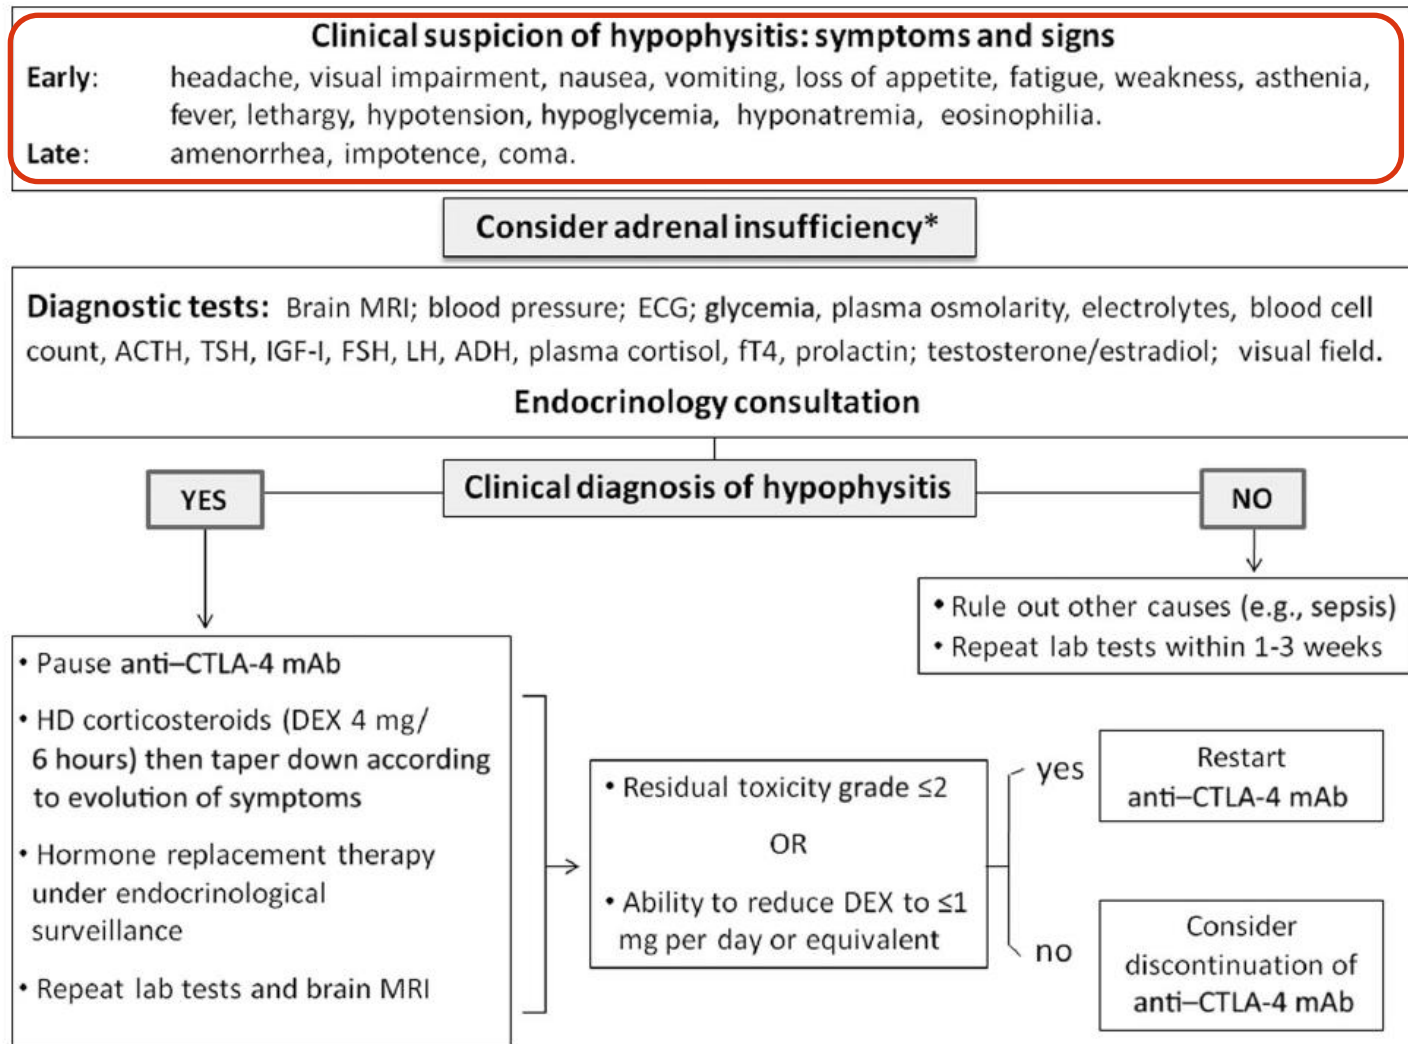 Clinical suspicion of hypophysitis: symptoms and signs
Early: headache, visual impairment, nausea, vomiting, loss of appetite, fatigue, weakness, asthenia,
fever, lethargy, hypotension, hypoglycemia, hyponatremia, eosinophilia.
Late: amenorrhea, impotence, coma.
Consider adrenal insufficiency*
Diagnostic tests: Brain MRI; blood pressure; ECG; glycemia, plasma osmolarity, electrolytes, blood cell
count, ACTH, TSH, IGF-I, FSH, LH, ADH, plasma cortisol, fT4, prolactin; testosterone/estradiol; visual field.
Endocrinology consultation
Clinical diagnosis of hypophysitis
YES
NO
• Rule out other causes (e.g., sepsis)
• Repeat lab tests within 1-3 weeks
• Pause anti–CTLA-4 mAb
• HD corticosteroids (DEX 4 mg/
6 hours) then taper down according
to evolution of symptoms
• Hormone replacement therapy
under endocrinological
surveillance
• Repeat lab tests and brain MRI
• Residual toxicity grade ≤2
OR
• Ability to reduce DEX to ≤1
mg per day or equivalent
yes
Restart
anti–CTLA-4 mAb
no
Consider
discontinuation of
anti–CTLA-4 mAb